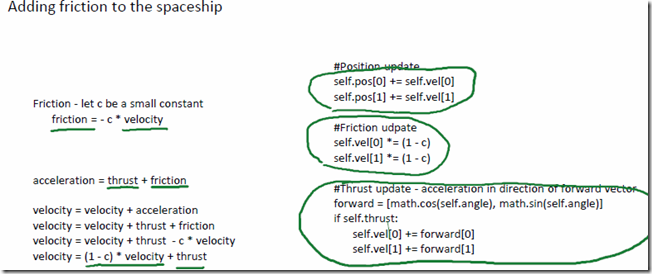 Adding friction to the spaceship
Friction - let c be a small constant
friction = - c * velocity
acceleration = thrust + friction
velocity = velocity + acceleration
velocity = velocity + thrust + friction
velocity = velocity + thrust - c * velocity
velocity = (1 - c) * velocity + thrust
#Position update
self.pos[0] += self.vel[0]
self.pos[1] += self.vel[1]
#Friction udpate
self.vel[0] *= (1 - c)
self.vel[1] *= (1 - c)
#Thrust update - acceleration in direction of forward vector
forward = [math.cos(self.angle), math.sin(self.angle)]
if self.thrust:
self.vel[0] += forward[0]
self.vel[1] += forward[1]